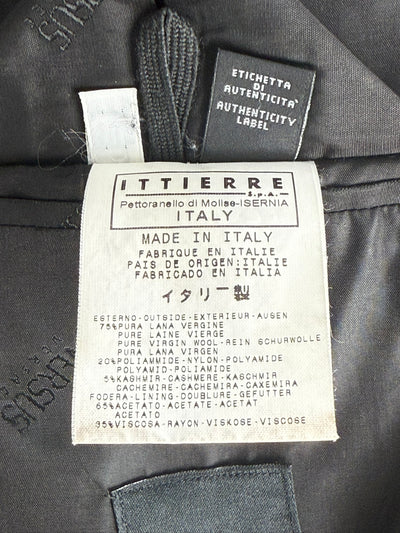 VERSUS
ETICHETTA
DI
AUTENTICITA'
AUTHENTICITY
LABEL
ITTIERRE
S.p.A.
Pettoranello di Molise-ISERNIA
ITALY
MADE IN ITALY
FABRIQUE EN ITALIE
PAIS DE ORIGEN:ITALIE
FABRICADO EN ITALIA
イタリー製
ESTERNO-OUTSIDE-EXTERIEUR-AUSEN
75%PURA LANA VERGINE
PURE LAINE VIERGE
PURE VIRGIN WOOL-REIN SCHURWOLLE
PURA LANA VIRGEN
20%POLIAMMIDE-NYLON-POLYAMIDE
POLYAMID-POLIAMIDE
5%KASHMIR-CASHMERE-KASCHMIR
CACHEMIRE-CACHEMIRA-CAXEMIRA
FODERA-LINING-DOUBLURE-GEFUTTER
65%ACETATO-ACETATE-ACETAT
ACETATO
35%VISCOSA-RAYON-VISKOSE-VISCOSE
VERSUS